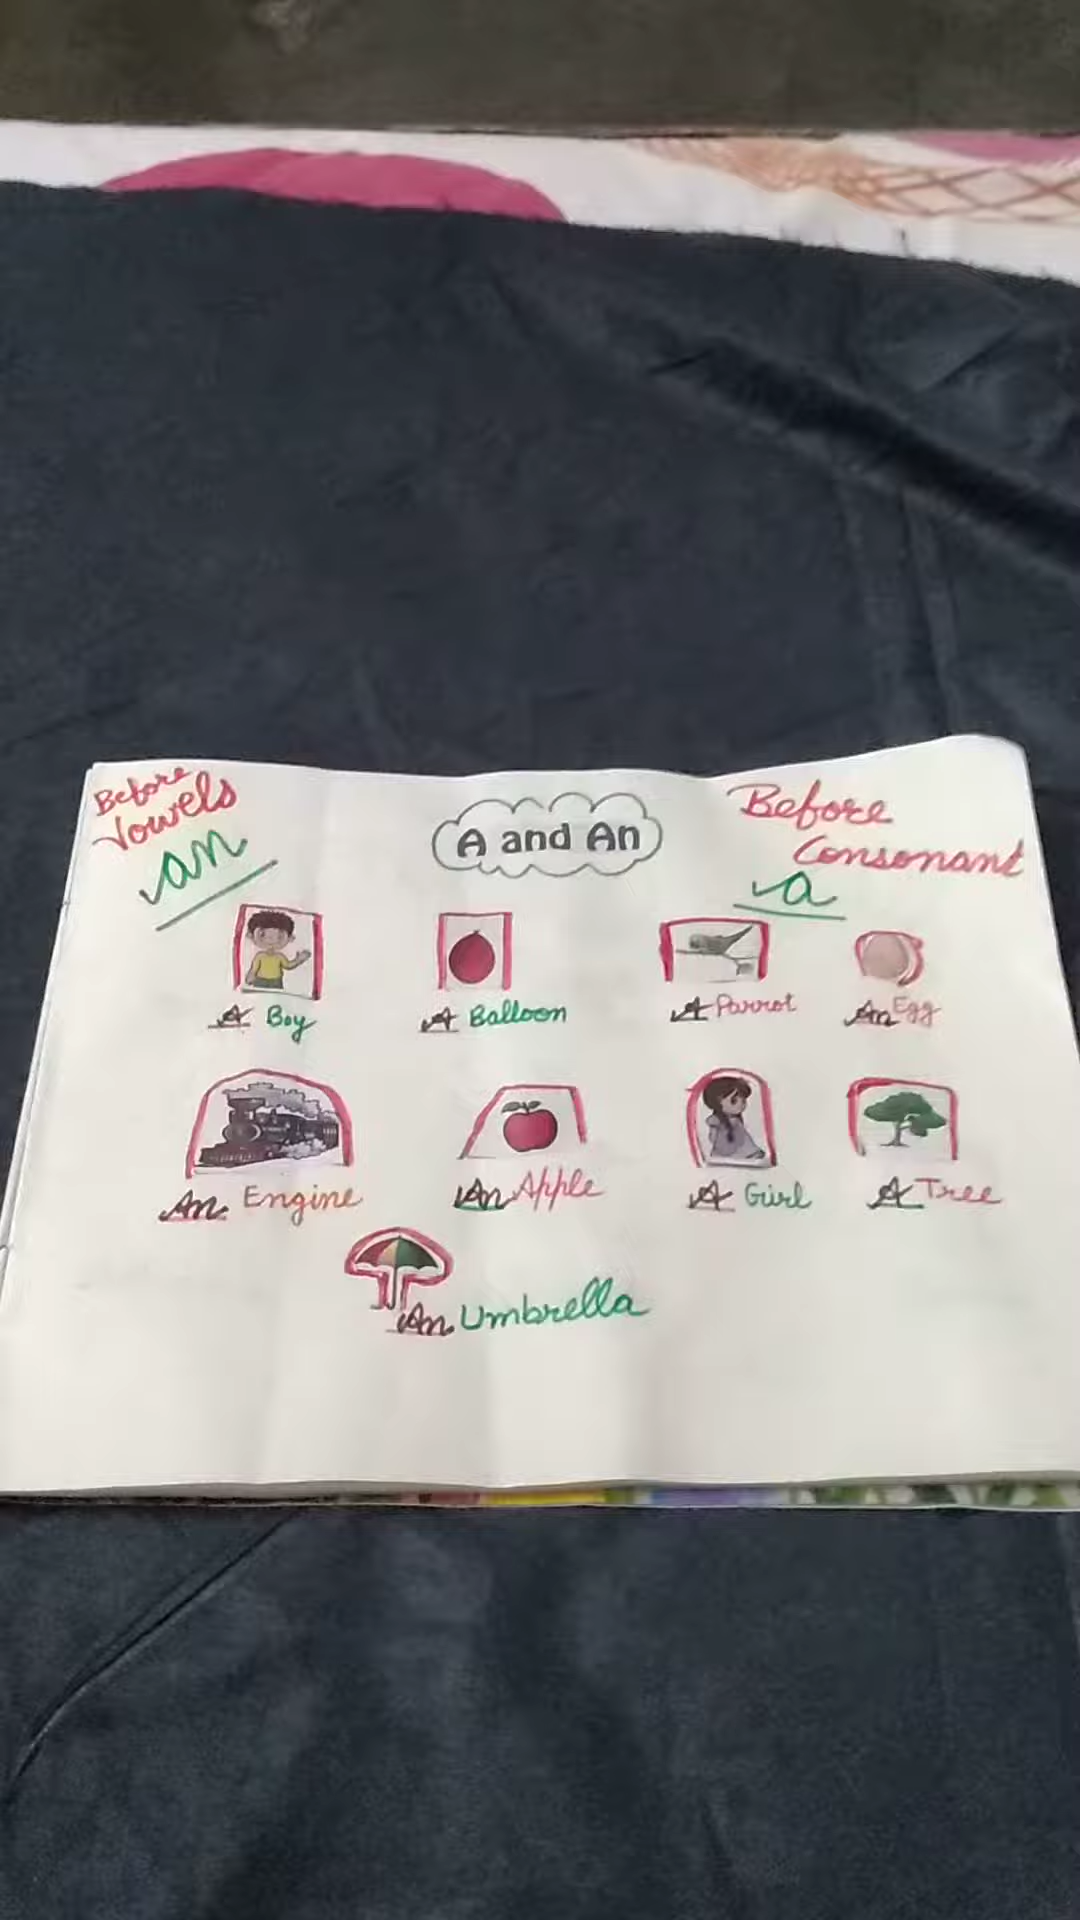 Before
Vowels
an
A and An
Before
Consonant
a
A Boy
A Balloon
A Parrot
An Egg
An Engine
An Apple
A Girl
A Tree
An Umbrella